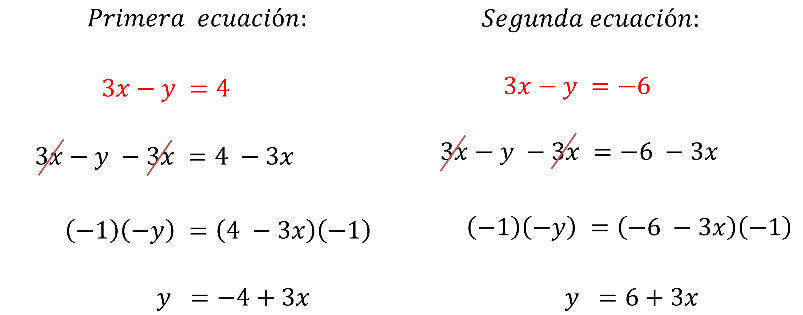 Primera ecuación:
3x − y = 4
3x − y − 3x = 4 − 3x
(−1)(−y) = (4 − 3x)(−1)
y = −4 + 3x
Segunda ecuación:
3x − y = −6
3x − y − 3x = −6 − 3x
(−1)(−y) = (−6 − 3x)(−1)
y = 6 + 3x